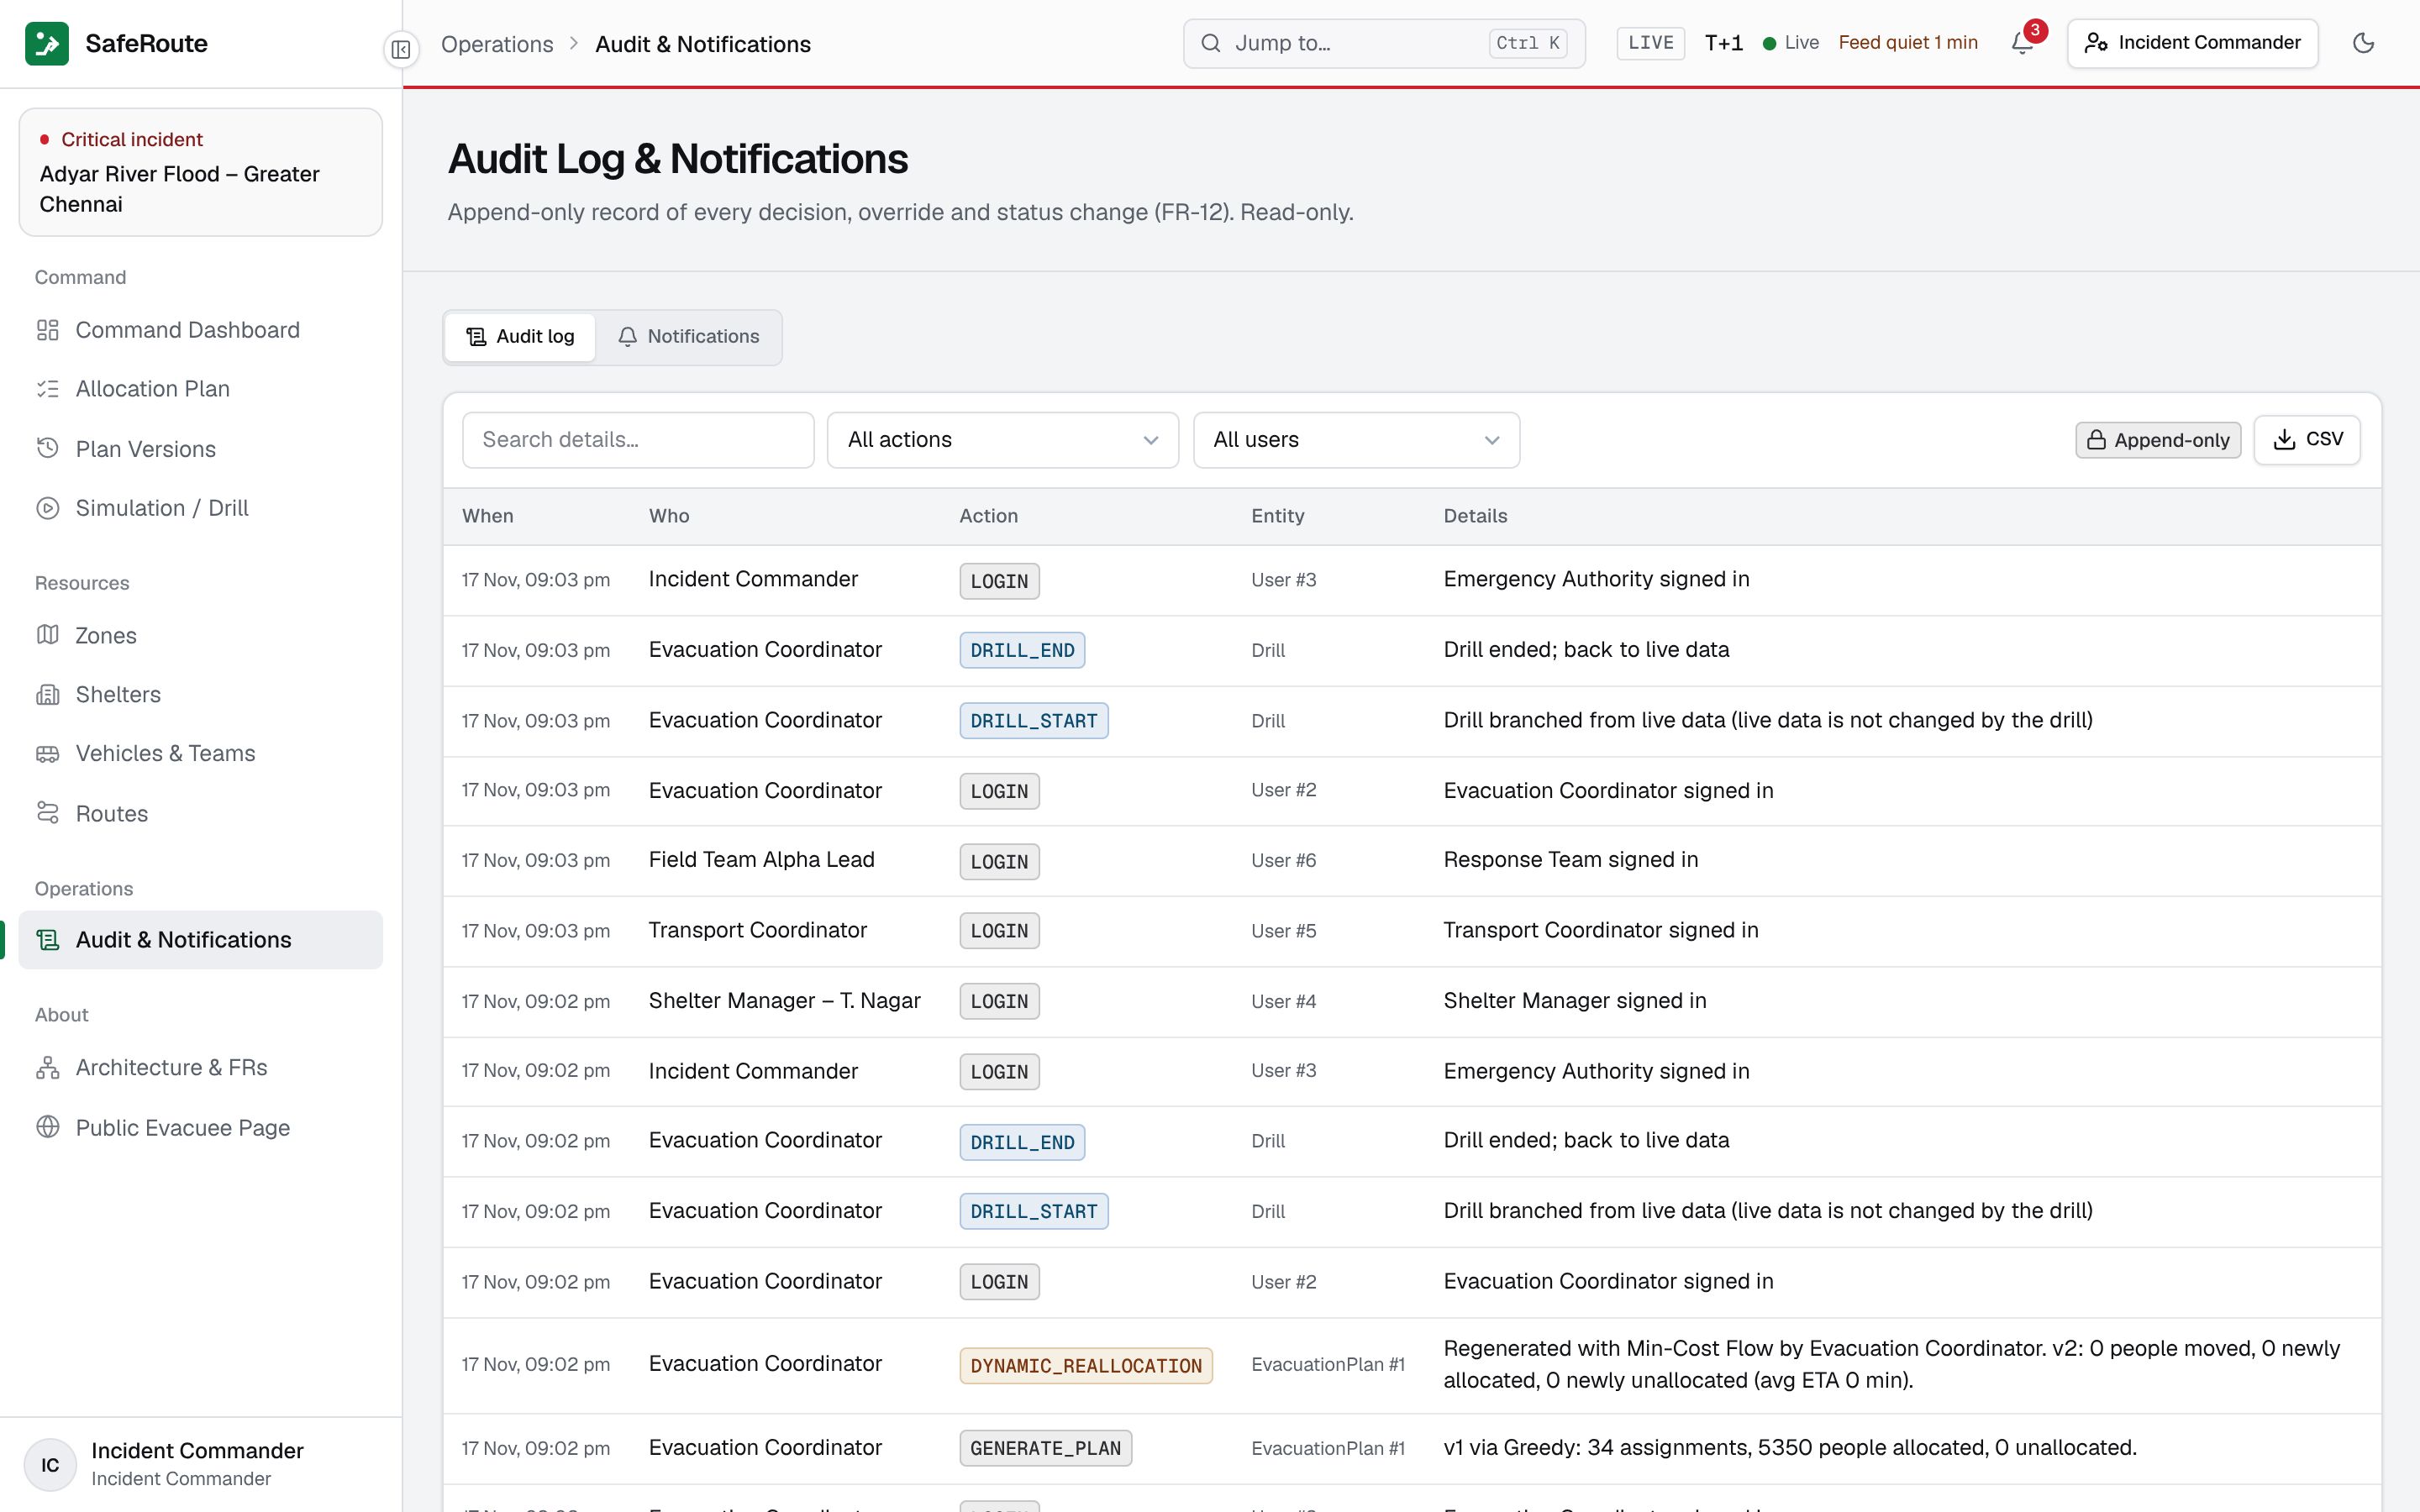 SafeRoute
Operations > Audit & Notifications
Jump to...
Ctrl K
LIVE
T+1
Live
Feed quiet 1 min
3
Incident Commander
Critical incident
Adyar River Flood – Greater
Chennai
Command
Command Dashboard
Allocation Plan
Plan Versions
Simulation / Drill
Resources
Zones
Shelters
Vehicles & Teams
Routes
Operations
Audit & Notifications
About
Architecture & FRs
Public Evacuee Page
IC
Incident Commander
Incident Commander
Audit Log & Notifications
Append-only record of every decision, override and status change (FR-12). Read-only.
Audit log
Notifications
Search details...
All actions
All users
Append-only
CSV
When Who Action Entity Details
17 Nov, 09:03 pm Incident Commander LOGIN User #3 Emergency Authority signed in
17 Nov, 09:03 pm Evacuation Coordinator DRILL_END Drill Drill ended; back to live data
17 Nov, 09:03 pm Evacuation Coordinator DRILL_START Drill Drill branched from live data (live data is not changed by the drill)
17 Nov, 09:03 pm Evacuation Coordinator LOGIN User #2 Evacuation Coordinator signed in
17 Nov, 09:03 pm Field Team Alpha Lead LOGIN User #6 Response Team signed in
17 Nov, 09:03 pm Transport Coordinator LOGIN User #5 Transport Coordinator signed in
17 Nov, 09:02 pm Shelter Manager – T. Nagar LOGIN User #4 Shelter Manager signed in
17 Nov, 09:02 pm Incident Commander LOGIN User #3 Emergency Authority signed in
17 Nov, 09:02 pm Evacuation Coordinator DRILL_END Drill Drill ended; back to live data
17 Nov, 09:02 pm Evacuation Coordinator DRILL_START Drill Drill branched from live data (live data is not changed by the drill)
17 Nov, 09:02 pm Evacuation Coordinator LOGIN User #2 Evacuation Coordinator signed in
17 Nov, 09:02 pm Evacuation Coordinator DYNAMIC_REALLOCATION EvacuationPlan #1 Regenerated with Min-Cost Flow by Evacuation Coordinator. v2: 0 people moved, 0 newly
allocated, 0 newly unallocated (avg ETA 0 min).
17 Nov, 09:02 pm Evacuation Coordinator GENERATE_PLAN EvacuationPlan #1 v1 via Greedy: 34 assignments, 5350 people allocated, 0 unallocated.